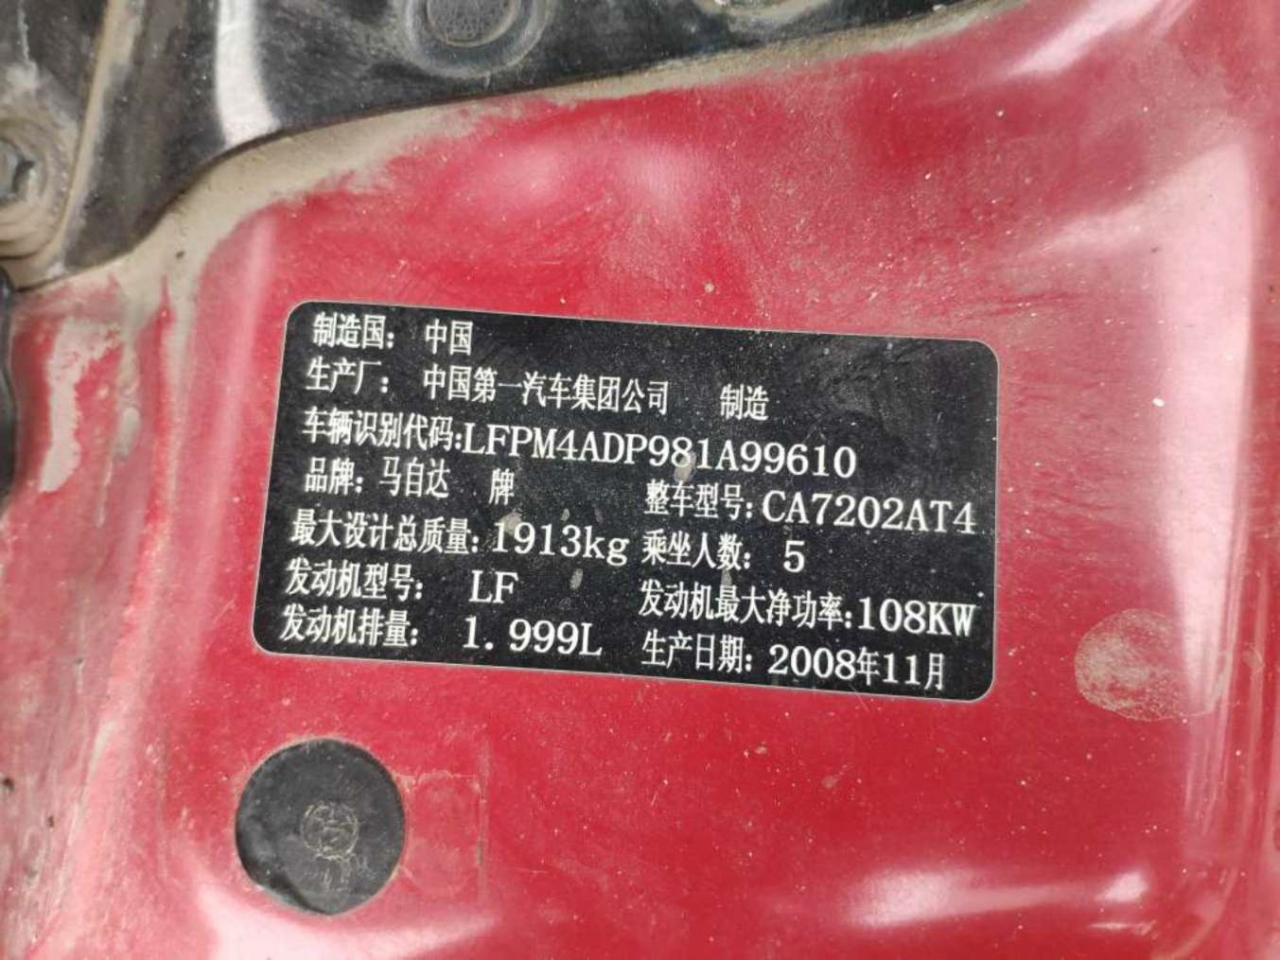 制造国： 中国
生产厂： 中国第一汽车集团公司 制造
车辆识别代码:LFPM4ADP981A99610
品牌: 马自达 牌 整车型号: CA7202AT4
最大设计总质量: 1913kg 乘坐人数: 5
发动机型号: LF 发动机最大净功率: 108KW
发动机排量: 1.999L 生产日期: 2008年11月